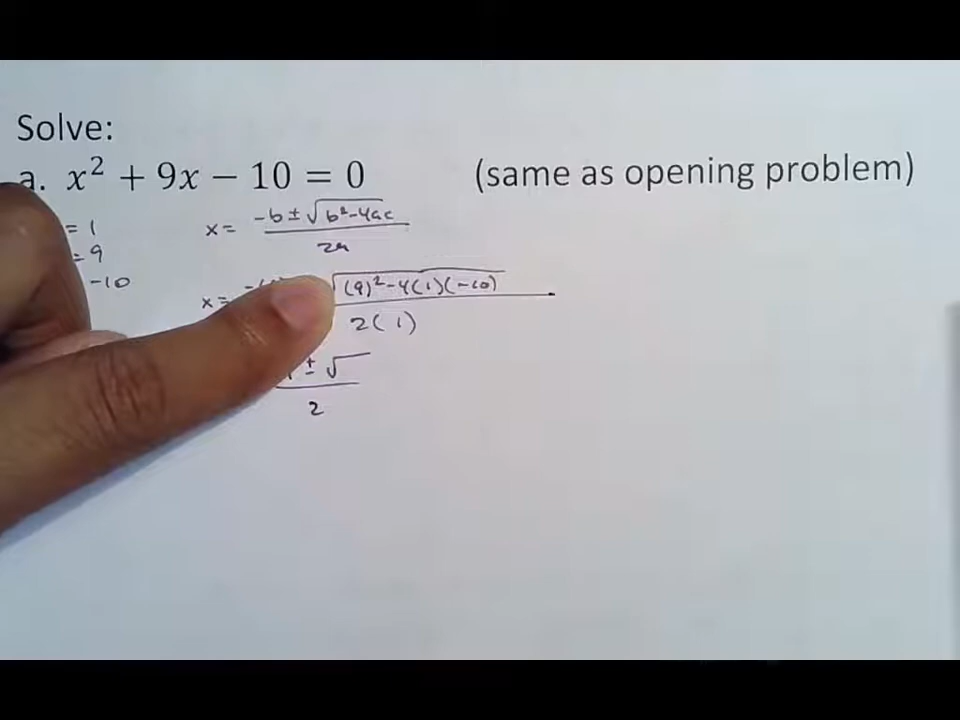 Solve:
a. x² + 9x − 10 = 0 (same as opening problem)
= 1
= 9
-10
x = -b ± √b²-4ac
2a
x = √(9)²-4(1)(-10)
2(1)
± √
2